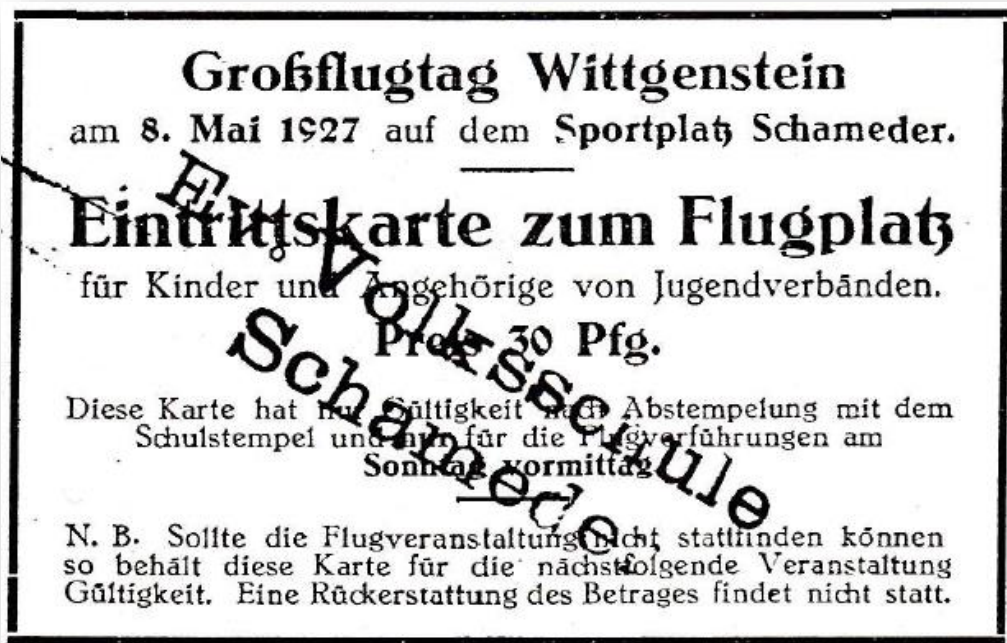 Großflugtag Wittgenstein
am 8. Mai 1927 auf dem Sportplatz Schameder.
Eintrittskarte zum Flugplatz
für Kinder und Angehörige von Jugendverbänden.
Preis 30 Pfg.
Diese Karte hat nur Gültigkeit nach Abstempelung mit dem
Schulstempel und nur für die Flugvorführungen am
Sonntag vormittag
N. B. Sollte die Flugveranstaltung nicht stattfinden können
so behält diese Karte für die nächstfolgende Veranstaltung
Gültigkeit. Eine Rückerstattung des Betrages findet nicht statt.
Ev. Volksschule
Schamede